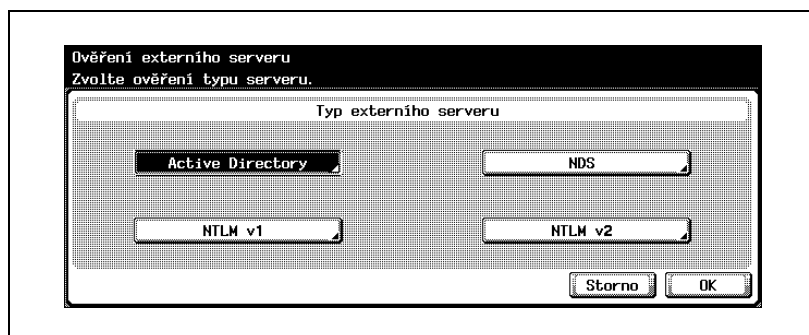 Ověření externího serveru
Zvolte ověření typu serveru.
Typ externího serveru
Active Directory
NDS
NTLM v1
NTLM v2
Storno
OK